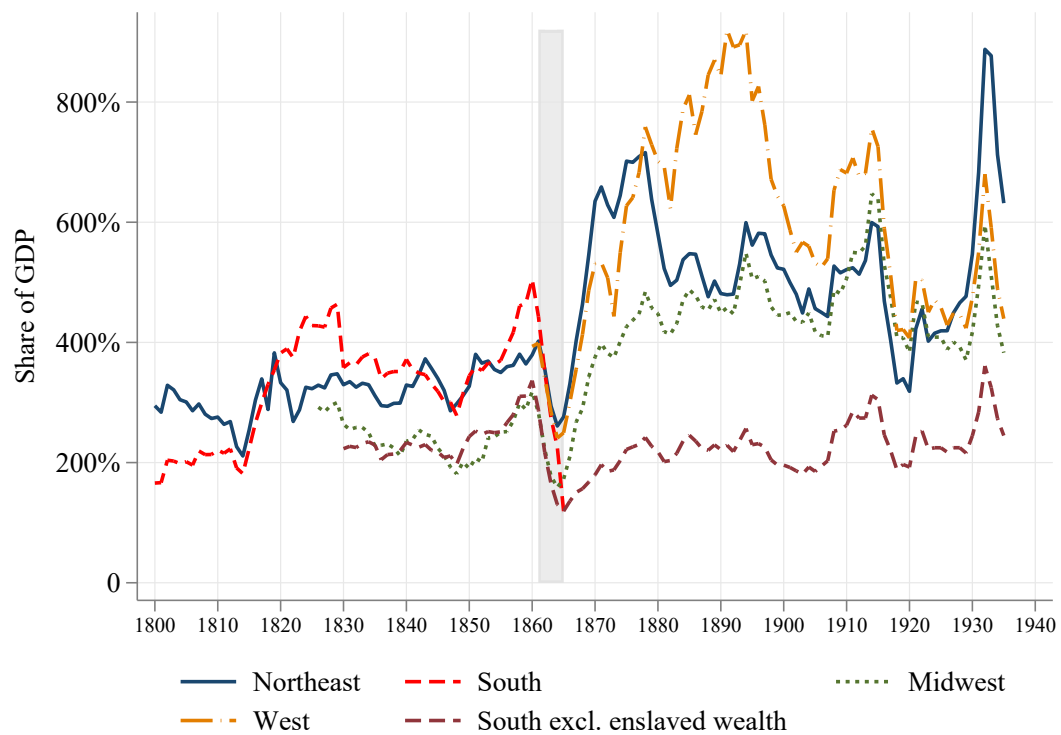 Share of GDP
800%
600%
400%
200%
0
1800 1810 1820 1830 1840 1850 1860 1870 1880 1890 1900 1910 1920 1930 1940
Northeast South Midwest
West South excl. enslaved wealth